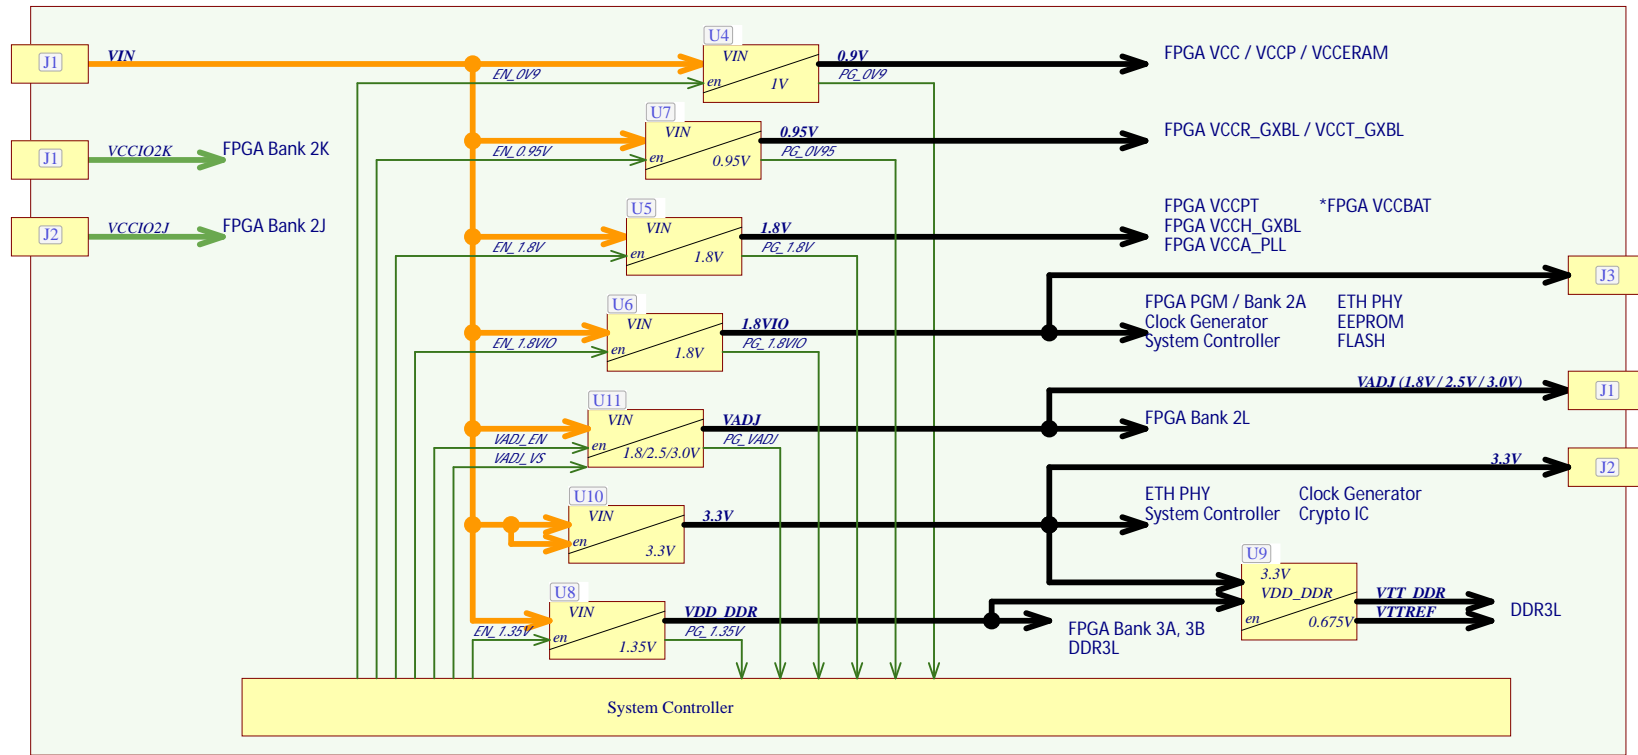 U4
J1
VIN
VIN
0.9V
FPGA VCC / VCCP / VCCERAM
EN_0V9
en
1V
PG_0V9
U7
VIN
0.95V
FPGA VCCR_GXBL / VCCT_GXBL
J1
VCCIO2K
FPGA Bank 2K
EN_0.95V
en
0.95V
PG_0V95
U5
FPGA VCCPT
*FPGA VCCBAT
J2
VCCIO2J
FPGA Bank 2J
VIN
1.8V
FPGA VCCH_GXBL
EN_1.8V
en
1.8V
PG_1.8V
FPGA VCCA_PLL
J3
U6
FPGA PGM / Bank 2A
ETH PHY
VIN
1.8VIO
Clock Generator
EEPROM
EN_1.8VIO
en
1.8V
PG_1.8VIO
System Controller
FLASH
VADJ (1.8V / 2.5V / 3.0V)
J1
U11
VIN
VADJ
FPGA Bank 2L
VADJ_EN
en
PG_VADJ
VADJ_VS
1.8/2.5/3.0V
3.3V
J2
U10
ETH PHY
Clock Generator
VIN
3.3V
System Controller
Crypto IC
en
3.3V
U9
3.3V
U8
VDD_DDR
VTT_DDR
VIN
VDD_DDR
en
0.675V
VTTREF
DDR3L
EN_1.35V
en
1.35V
PG_1.35V
FPGA Bank 3A, 3B
DDR3L
System Controller